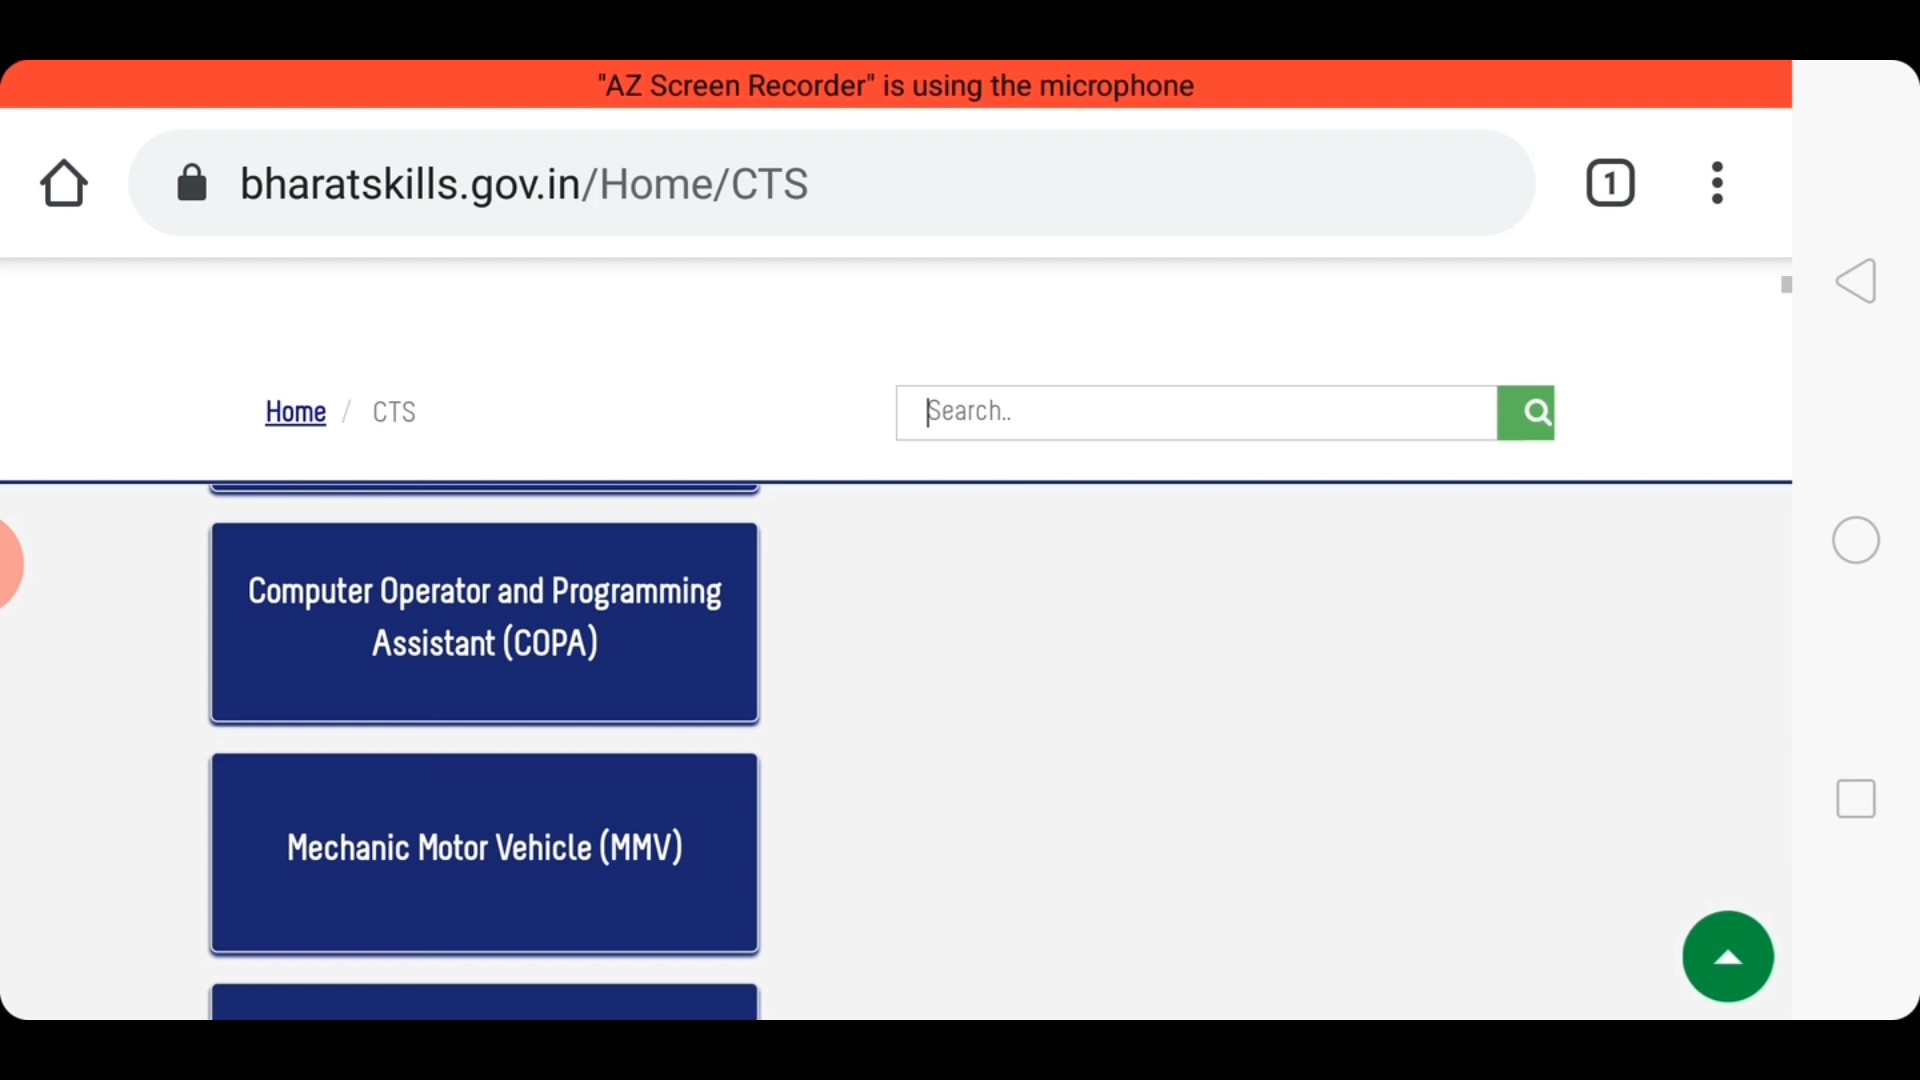 "AZ Screen Recorder" is using the microphone
bharatskills.gov.in/Home/CTS
1
Home / CTS
Search..
Computer Operator and Programming
Assistant (COPA)
Mechanic Motor Vehicle (MMV)